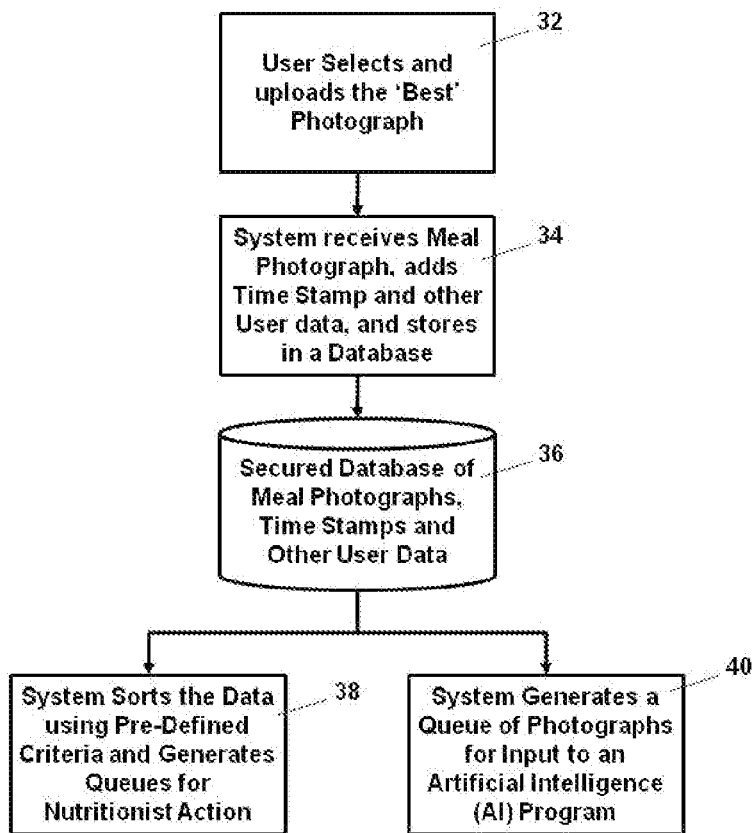 32
User Selects and
uploads the ‘Best’
Photograph
34
System receives Meal
Photograph, adds
Time Stamp and other
User data, and stores
in a Database
36
Secured Database of
Meal Photographs,
Time Stamps and
Other User Data
38
System Sorts the Data
using Pre-Defined
Criteria and Generates
Queues for
Nutritionist Action
40
System Generates a
Queue of Photographs
for Input to an
Artificial Intelligence
(AI) Program